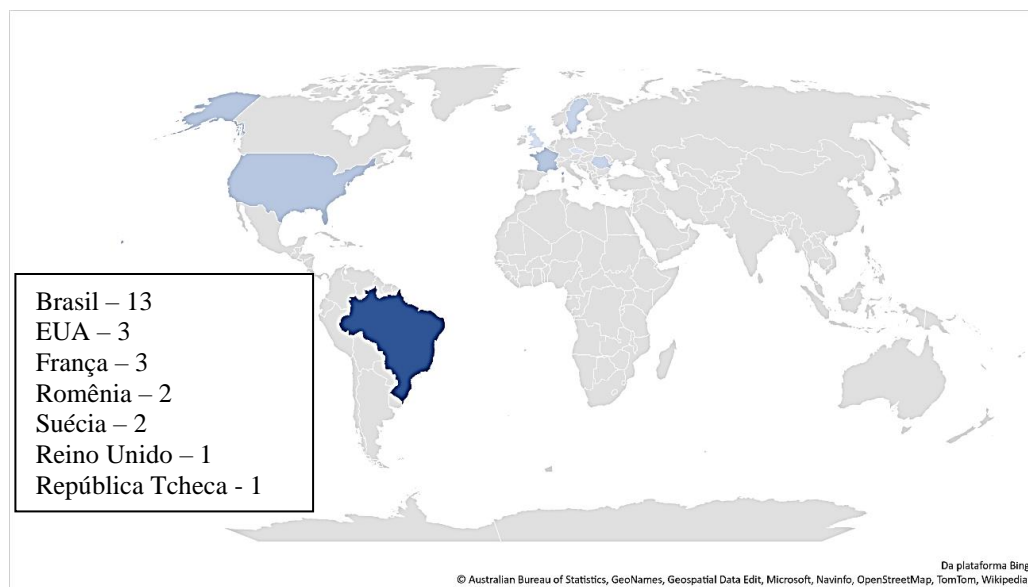 Brasil – 13
EUA – 3
França – 3
Romênia – 2
Suécia – 2
Reino Unido – 1
República Tcheca - 1
Da plataforma Bing
© Australian Bureau of Statistics, GeoNames, Geospatial Data Edit, Microsoft, Navinfo, OpenStreetMap, TomTom, Wikipedia